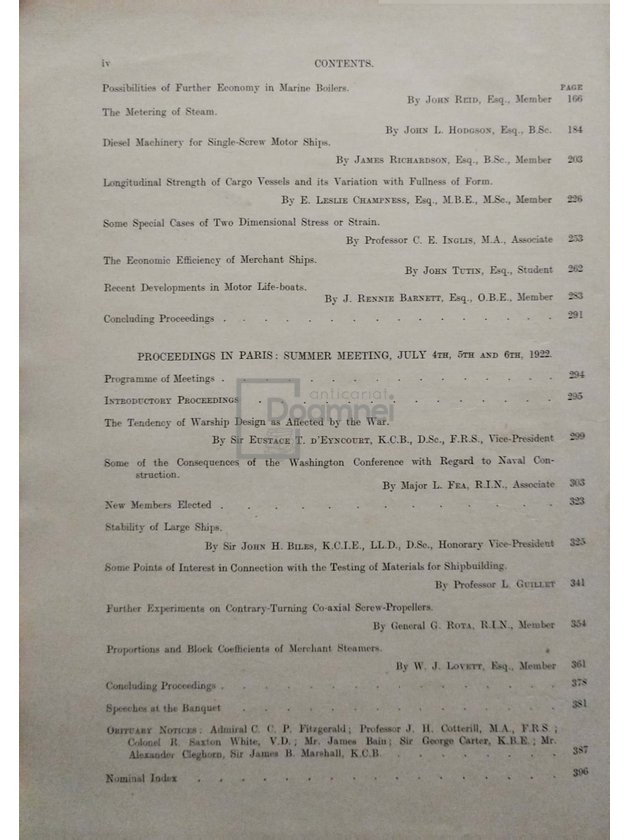 iv CONTENTS.
PAGE
Possibilities of Further Economy in Marine Boilers.
By John Reid, Esq., Member 166
The Metering of Steam.
By John L. Hodgson, Esq., B.Sc. 184
Diesel Machinery for Single-Screw Motor Ships.
By James Richardson, Esq., B.Sc., Member 203
Longitudinal Strength of Cargo Vessels and its Variation with Fullness of Form.
By E. Leslie Champness, Esq., M.B.E., M.Sc., Member 226
Some Special Cases of Two Dimensional Stress or Strain.
By Professor C. E. Inglis, M.A., Associate 253
The Economic Efficiency of Merchant Ships.
By John Tutin, Esq., Student 262
Recent Developments in Motor Life-boats.
By J. Rennie Barnett, Esq., O.B.E., Member 283
Concluding Proceedings . . . . . . . . . . . . 291
PROCEEDINGS IN PARIS: SUMMER MEETING, JULY 4TH, 5TH AND 6TH, 1922.
Programme of Meetings . . . . . . . . . . . . 294
Introductory Proceedings . . . . . . . . . . . 295
anticariat
Doamnei
The Tendency of Warship Design as Affected by the War.
By Sir Eustace T. d'Eyncourt, K.C.B., D.Sc., F.R.S., Vice-President 299
Some of the Consequences of the Washington Conference with Regard to Naval Con-
struction.
By Major L. Fea, R.I.N., Associate 303
New Members Elected . . . . . . . . . . . . 323
Stability of Large Ships.
By Sir John H. Biles, K.C.I.E., LL.D., D.Sc., Honorary Vice-President 325
Some Points of Interest in Connection with the Testing of Materials for Shipbuilding.
By Professor L. Guillet 341
Further Experiments on Contrary-Turning Co-axial Screw-Propellers.
By General G. Rota, R.I.N., Member 354
Proportions and Block Coefficients of Merchant Steamers.
By W. J. Lovett, Esq., Member 361
Concluding Proceedings . . . . . . . . . . . . 378
Speeches at the Banquet . . . . . . . . . . . 381
Obituary Notices: Admiral C. C. P. Fitzgerald; Professor J. H. Cotterill, M.A., F.R.S.;
Colonel R. Saxton White, V.D.; Mr. James Bain; Sir George Carter, K.B.E.; Mr.
Alexander Cleghorn, Sir James B. Marshall, K.C.B. . . . . . . . 387
Nominal Index . . . . . . . . . . . . . 396